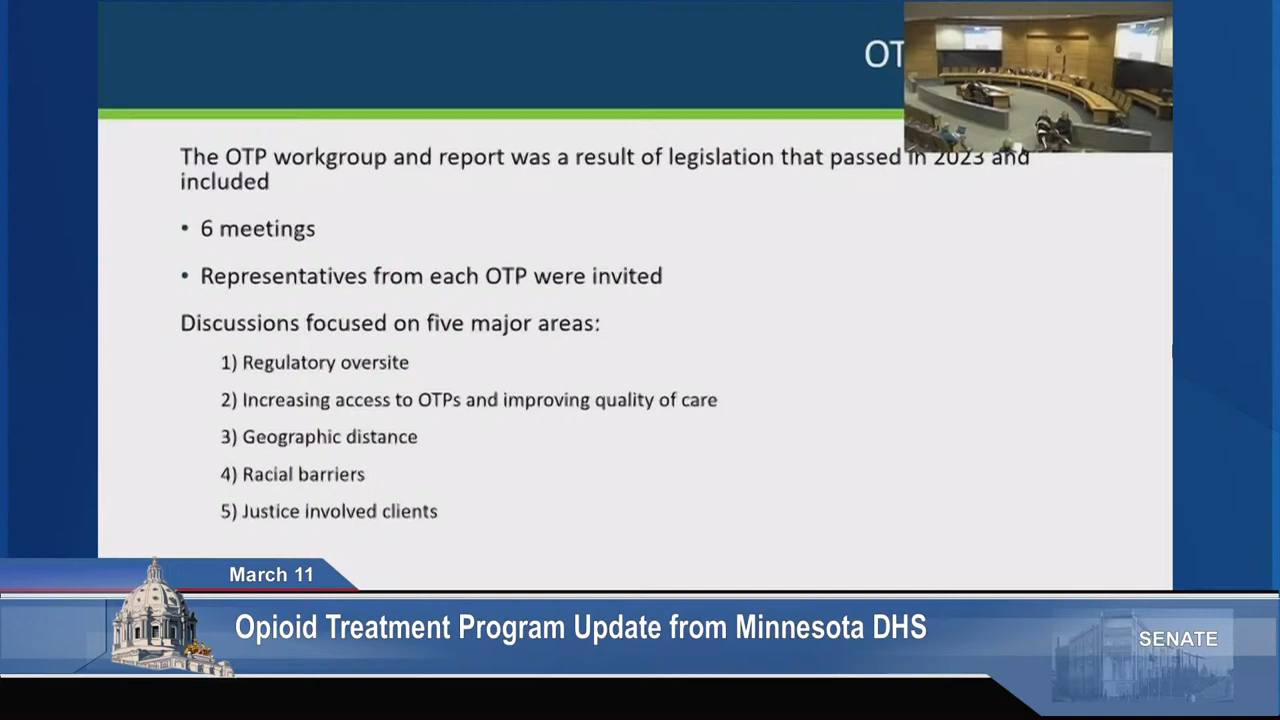 OT
The OTP workgroup and report was a result of legislation that passed in 2023 and
included
• 6 meetings
• Representatives from each OTP were invited
Discussions focused on five major areas:
1) Regulatory oversite
2) Increasing access to OTPs and improving quality of care
3) Geographic distance
4) Racial barriers
5) Justice involved clients
March 11
Opioid Treatment Program Update from Minnesota DHS
SENATE